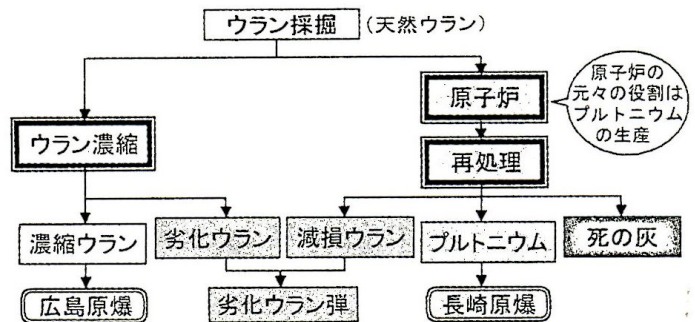 ウラン採掘（天然ウラン）
原子炉
原子炉の
元々の役割は
プルトニウム
の生産
ウラン濃縮
再処理
濃縮ウラン
劣化ウラン
減損ウラン
プルトニウム
死の灰
広島原爆
劣化ウラン弾
長崎原爆